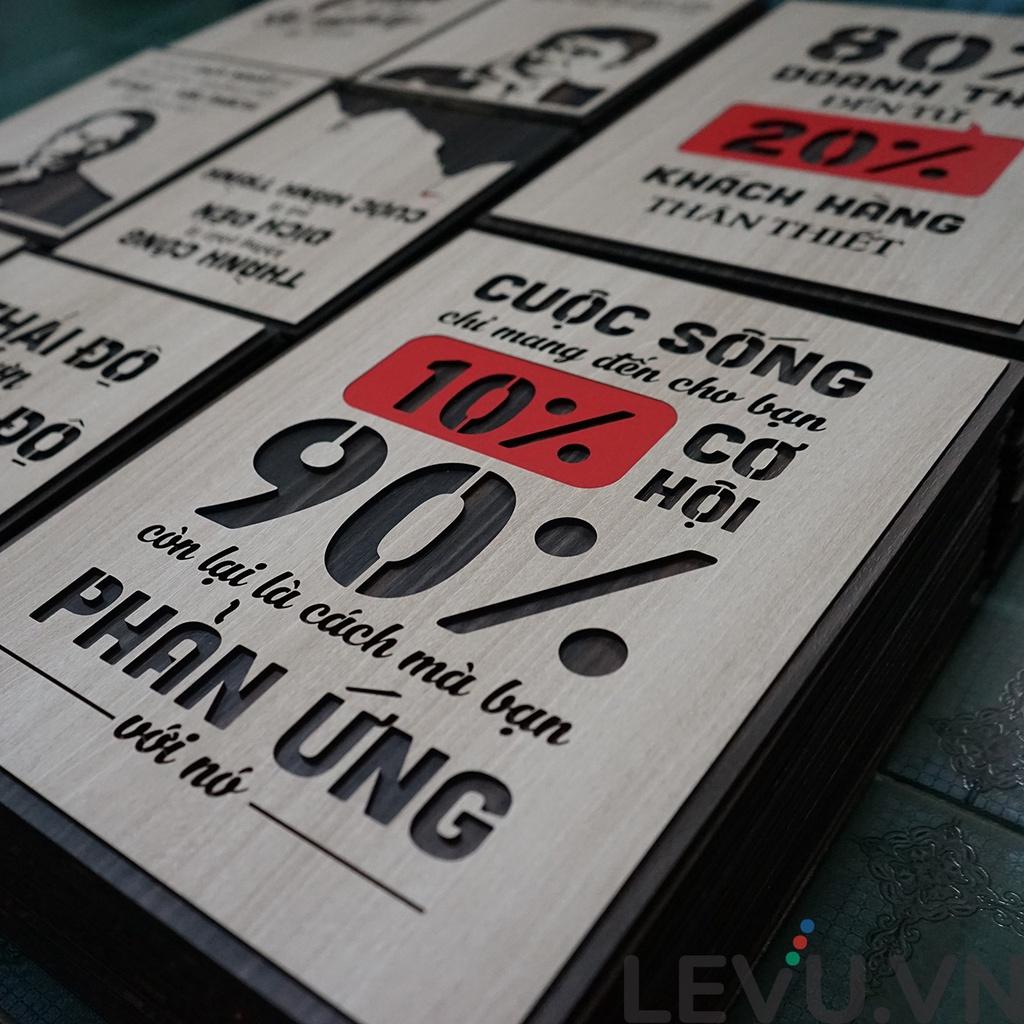 CUỘC SỐNG
chỉ mang đến cho bạn
10% CƠ
HỘI
90%
còn lại là cách mà bạn
PHẢN ỨNG
với nó
80%
DOANH TH
ĐẾN TỪ
20%
KHÁCH HÀNG
THÂN THIẾT
THÀNH CÔNG
ĐÍCH ĐẾN
CUỘC HÀNH TRÌNH
THÁI ĐỘ
ĐỘ
LEVU.VN